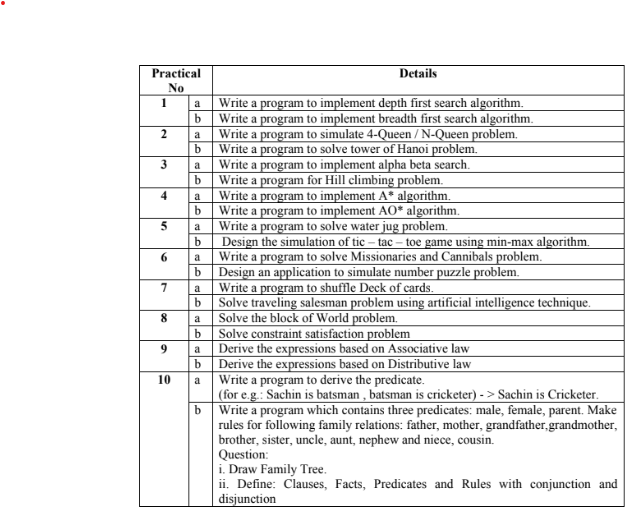 Practical No Details
1 a Write a program to implement depth first search algorithm.
b Write a program to implement breadth first search algorithm.
2 a Write a program to simulate 4-Queen / N-Queen problem.
b Write a program to solve tower of Hanoi problem.
3 a Write a program to implement alpha beta search.
b Write a program for Hill climbing problem.
4 a Write a program to implement A* algorithm.
b Write a program to implement AO* algorithm.
5 a Write a program to solve water jug problem.
b Design the simulation of tic – tac – toe game using min-max algorithm.
6 a Write a program to solve Missionaries and Cannibals problem.
b Design an application to simulate number puzzle problem.
7 a Write a program to shuffle Deck of cards.
b Solve traveling salesman problem using artificial intelligence technique.
8 a Solve the block of World problem.
b Solve constraint satisfaction problem
9 a Derive the expressions based on Associative law
b Derive the expressions based on Distributive law
10 a Write a program to derive the predicate.
(for e.g.: Sachin is batsman , batsman is cricketer) - > Sachin is Cricketer.
b Write a program which contains three predicates: male, female, parent. Make
rules for following family relations: father, mother, grandfather,grandmother,
brother, sister, uncle, aunt, nephew and niece, cousin.
Question:
i. Draw Family Tree.
ii. Define: Clauses, Facts, Predicates and Rules with conjunction and
disjunction